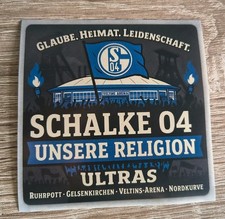 GLAUBE. HEIMAT. LEIDENSCHAFT.
S
04
SCHALKE 04
UNSERE RELIGION
ULTRAS
RUHRPOTT - GELSENKIRCHEN - VELTINS-ARENA - NORDKURVE